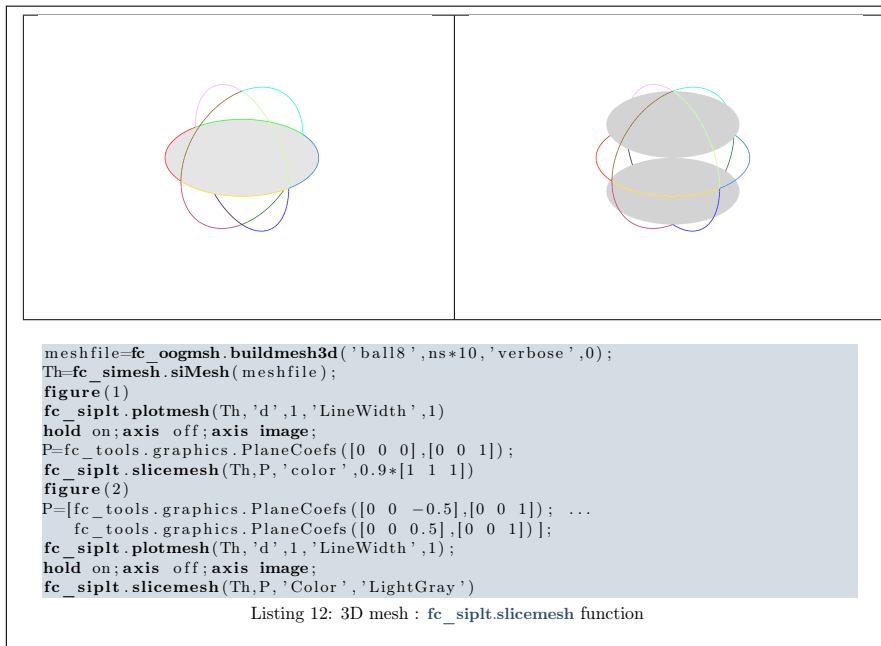 meshfile=fc_oogmsh.buildmesh3d('ball8',ns*10,'verbose',0);
Th=fc_simesh.siMesh(meshfile);
figure(1)
fc_siplt.plotmesh(Th,'d',1,'LineWidth',1)
hold on;axis off;axis image;
P=fc_tools.graphics.PlaneCoefs([0 0 0],[0 0 1]);
fc_siplt.slicemesh(Th,P,'color',0.9*[1 1 1])
figure(2)
P=[fc_tools.graphics.PlaneCoefs([0 0 −0.5],[0 0 1]); ...
fc_tools.graphics.PlaneCoefs([0 0 0.5],[0 0 1])];
fc_siplt.plotmesh(Th,'d',1,'LineWidth',1);
hold on;axis off;axis image;
fc_siplt.slicemesh(Th,P,'Color','LightGray')
Listing 12: 3D mesh : fc_siplt.slicemesh function